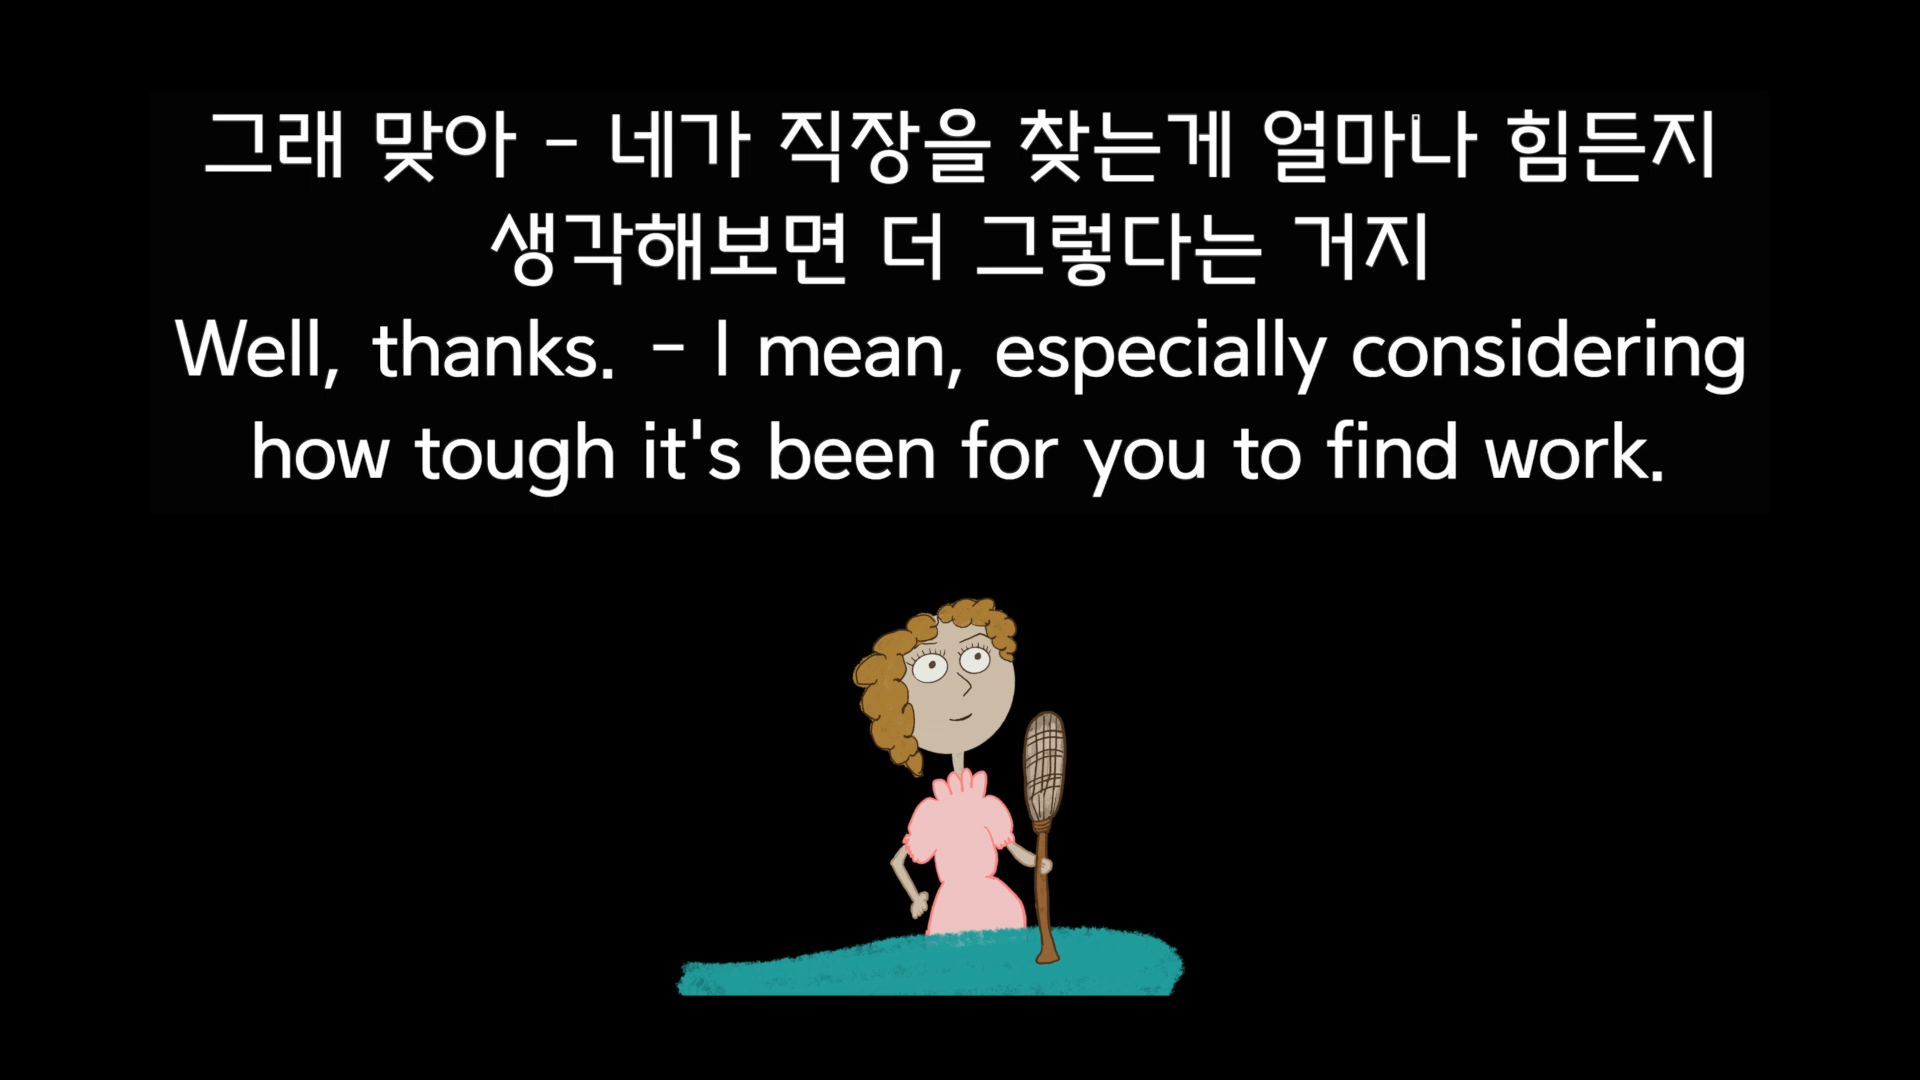 그래 맞아 - 네가 직장을 찾는게 얼마나 힘든지
생각해보면 더 그렇다는 거지
Well, thanks. - I mean, especially considering
how tough it's been for you to find work.